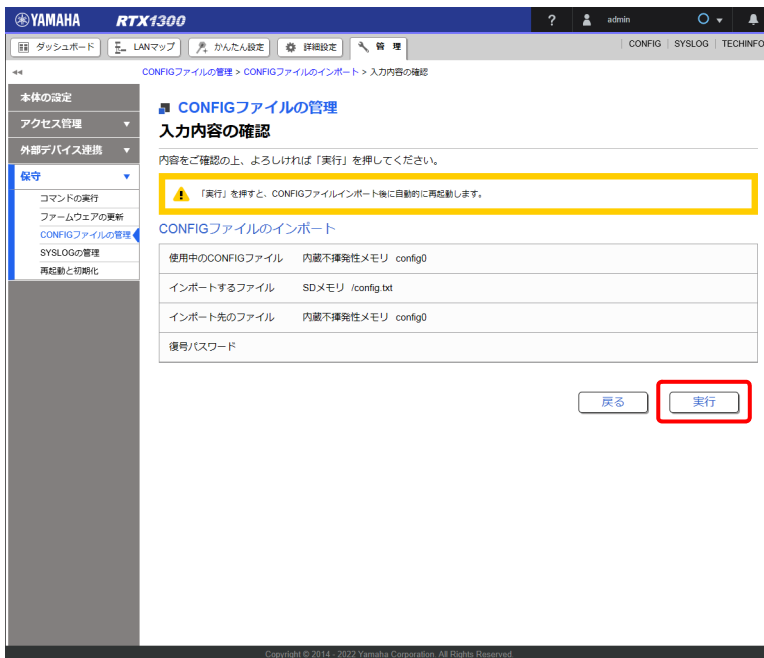 YAMAHA RTX1300 ? admin
ダッシュボード LANマップ かんたん設定 詳細設定 管 理 CONFIG SYSLOG TECHINFO
CONFIGファイルの管理 > CONFIGファイルのインポート > 入力内容の確認
本体の設定
アクセス管理
外部デバイス連携
保守
コマンドの実行
ファームウェアの更新
CONFIGファイルの管理
SYSLOGの管理
再起動と初期化
CONFIGファイルの管理
入力内容の確認
内容をご確認の上、よろしければ「実行」を押してください。
「実行」を押すと、CONFIGファイルインポート後に自動的に再起動します。
CONFIGファイルのインポート
使用中のCONFIGファイル 内蔵不揮発性メモリ config0
インポートするファイル SDメモリ /config.txt
インポート先のファイル 内蔵不揮発性メモリ config0
復号パスワード
戻る 実行
Copyright © 2014 - 2022 Yamaha Corporation. All Rights Reserved.